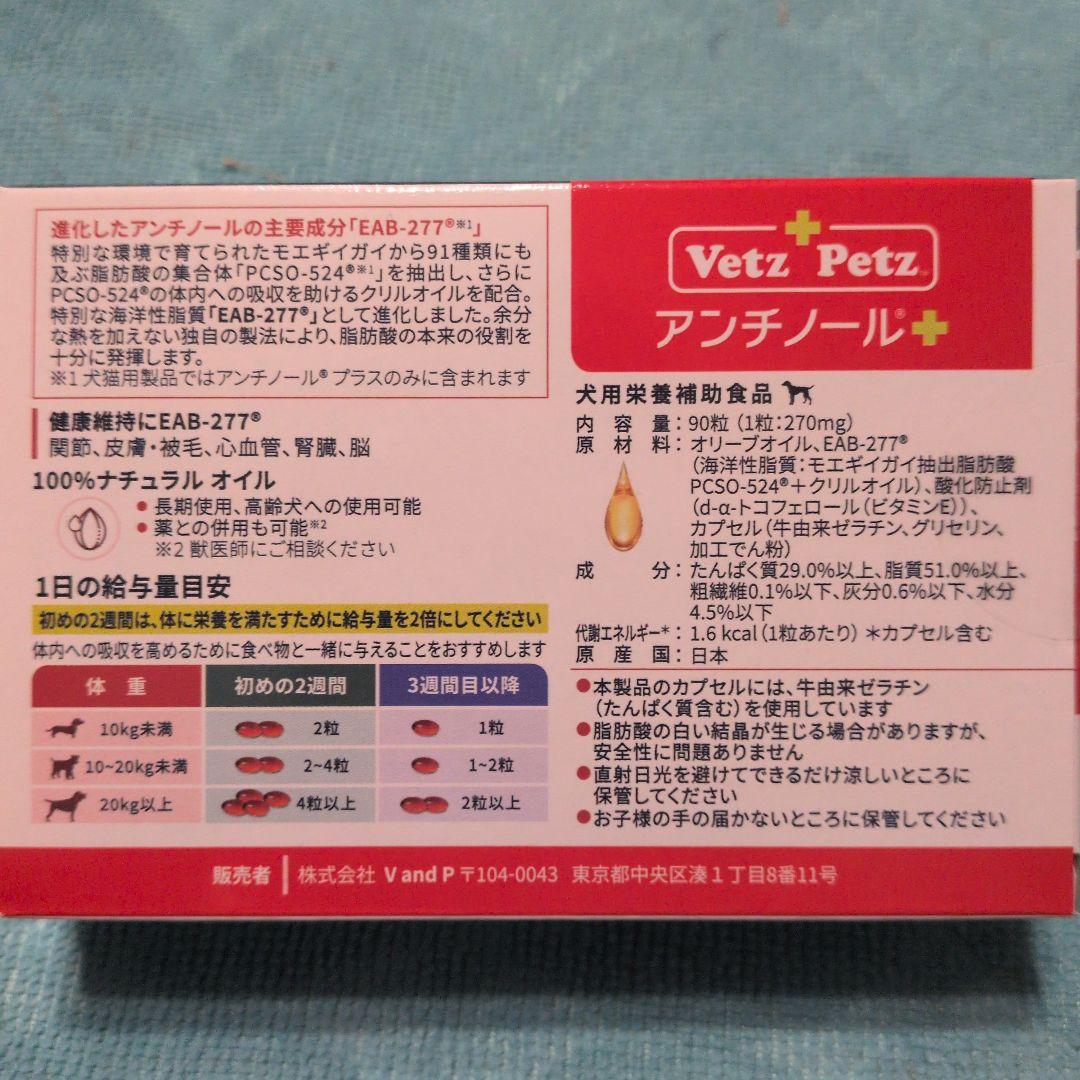 進化したアンチノールの主要成分「EAB-277®※1」
特別な環境で育てられたモエギイガイから91種類にも
及ぶ脂肪酸の集合体「PCSO-524®※1」を抽出し、さらに
PCSO-524®の体内への吸収を助けるクリルオイルを配合。
特別な海洋性脂質「EAB-277®」として進化しました。余分
な熱を加えない独自の製法により、脂肪酸の本来の役割を
十分に発揮します。
※1 犬猫用製品ではアンチノール® プラスのみに含まれます
健康維持にEAB-277®
関節、皮膚・被毛、心血管、腎臓、脳
100%ナチュラル オイル
● 長期使用、高齢犬への使用可能
● 薬との併用も可能※2
※2 獣医師にご相談ください
1日の給与量目安
初めの2週間は、体に栄養を満たすために給与量を2倍にしてください
体内への吸収を高めるために食べ物と一緒に与えることをおすすめします
体 重 初めの2週間 3週間目以降
10kg未満 2粒 1粒
10~20kg未満 2~4粒 1~2粒
20kg以上 4粒以上 2粒以上
Vetz Petz™
アンチノール®
犬用栄養補助食品
内容量：90粒（1粒：270mg）
原材料：オリーブオイル、EAB-277®
（海洋性脂質：モエギイガイ抽出脂肪酸
PCSO-524®＋クリルオイル）、酸化防止剤
（d-α-トコフェロール（ビタミンE））、
カプセル（牛由来ゼラチン、グリセリン、
加工でん粉）
成分：たんぱく質29.0%以上、脂質51.0%以上、
粗繊維0.1%以下、灰分0.6%以下、水分
4.5%以下
代謝エネルギー＊：1.6 kcal（1粒あたり）＊カプセル含む
原産国：日本
●本製品のカプセルには、牛由来ゼラチン
（たんぱく質含む）を使用しています
●脂肪酸の白い結晶が生じる場合がありますが、
安全性に問題ありません
●直射日光を避けてできるだけ涼しいところに
保管してください
●お子様の手の届かないところに保管してください
販売者 株式会社 V and P 〒104-0043 東京都中央区湊1丁目8番11号